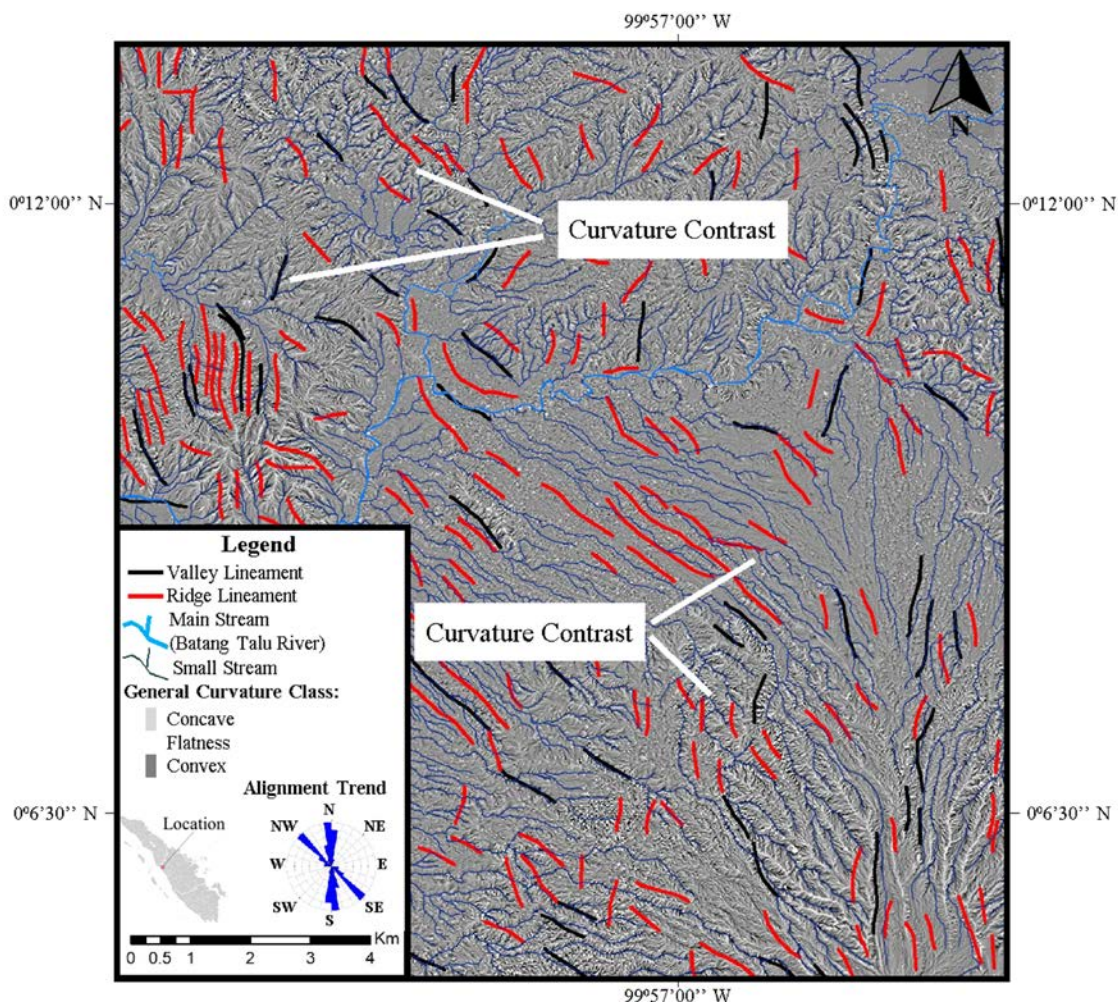 99º57'00'' W
N
0º12'00'' N
0º12'00'' N
Curvature Contrast
Curvature Contrast
Legend
Valley Lineament
Ridge Lineament
Main Stream
(Batang Talu River)
Small Stream
General Curvature Class:
Concave
Flatness
Convex
Alignment Trend
Location
N
NW
NE
W
E
SW
SE
S
Km
0 0.5 1 2 3 4
0º6'30'' N
0º6'30'' N
99º57'00'' W